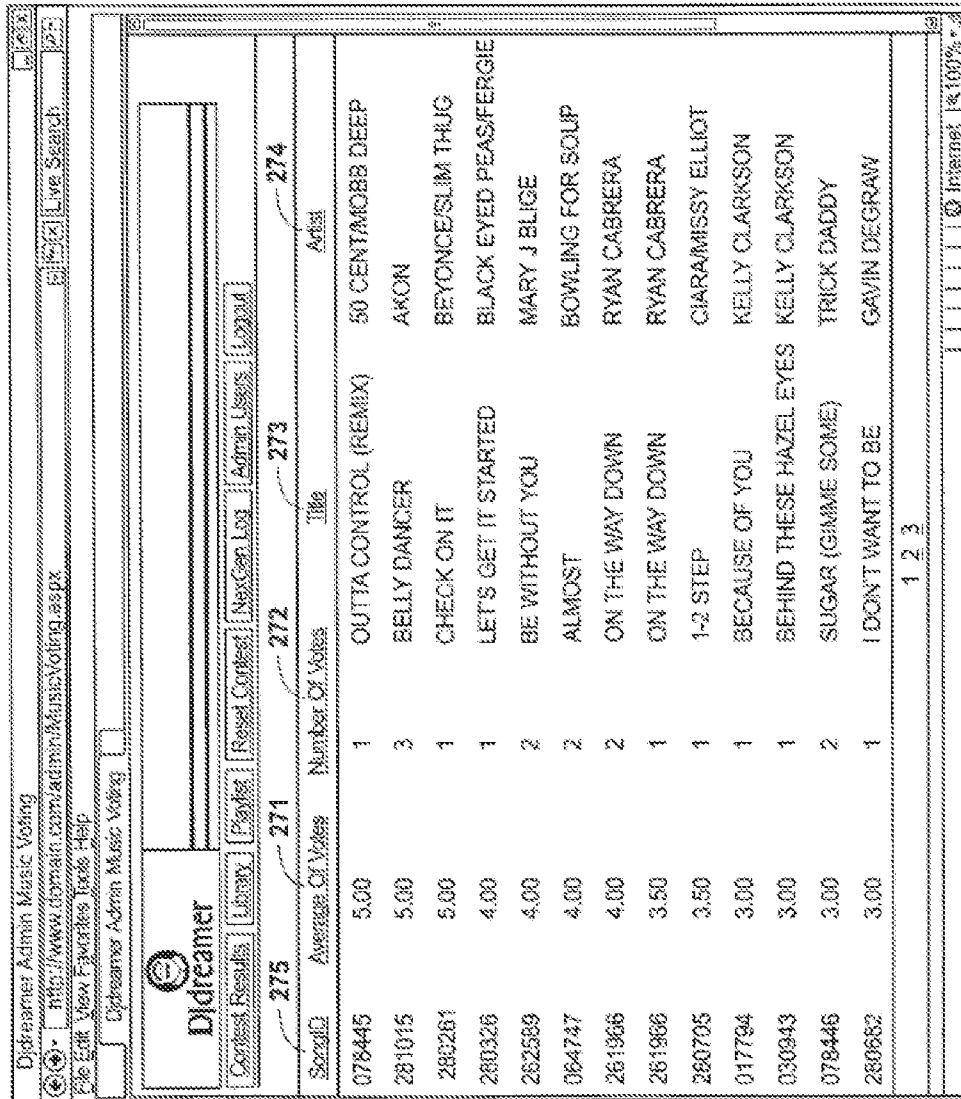 Djdreamer Admin Music Voting
http://www.domain.com/admin/MusicVoting.aspx Live Search
File Edit View Favorites Tools Help
Djdreamer Admin Music Voting
Djdreamer
Contest Results Library Playlist Reset Contest NexGen Log Admin Users Logout
275 271 272 273 274
SongID Average Of Votes Number Of Votes Title Artist
078445 5.00 1 OUTTA CONTROL (REMIX) 50 CENT/MOBB DEEP
281015 5.00 3 BELLY DANCER AKON
280281 5.00 1 CHECK ON IT BEYONCE/SLIM THUG
280326 4.00 1 LET'S GET IT STARTED BLACK EYED PEAS/FERGIE
262589 4.00 2 BE WITHOUT YOU MARY J BLIGE
064747 4.00 2 ALMOST BOWLING FOR SOUP
261966 4.00 2 ON THE WAY DOWN RYAN CABRERA
261966 3.50 1 ON THE WAY DOWN RYAN CABRERA
280705 3.50 1 1-2 STEP CIARA/MISSY ELLIOT
017794 3.00 1 BECAUSE OF YOU KELLY CLARKSON
030943 3.00 1 BEHIND THESE HAZEL EYES KELLY CLARKSON
078446 3.00 2 SUGAR (GIMME SOME) TRICK DADDY
280682 3.00 1 I DON'T WANT TO BE GAVIN DEGRAW
1 2 3
Internet 100%